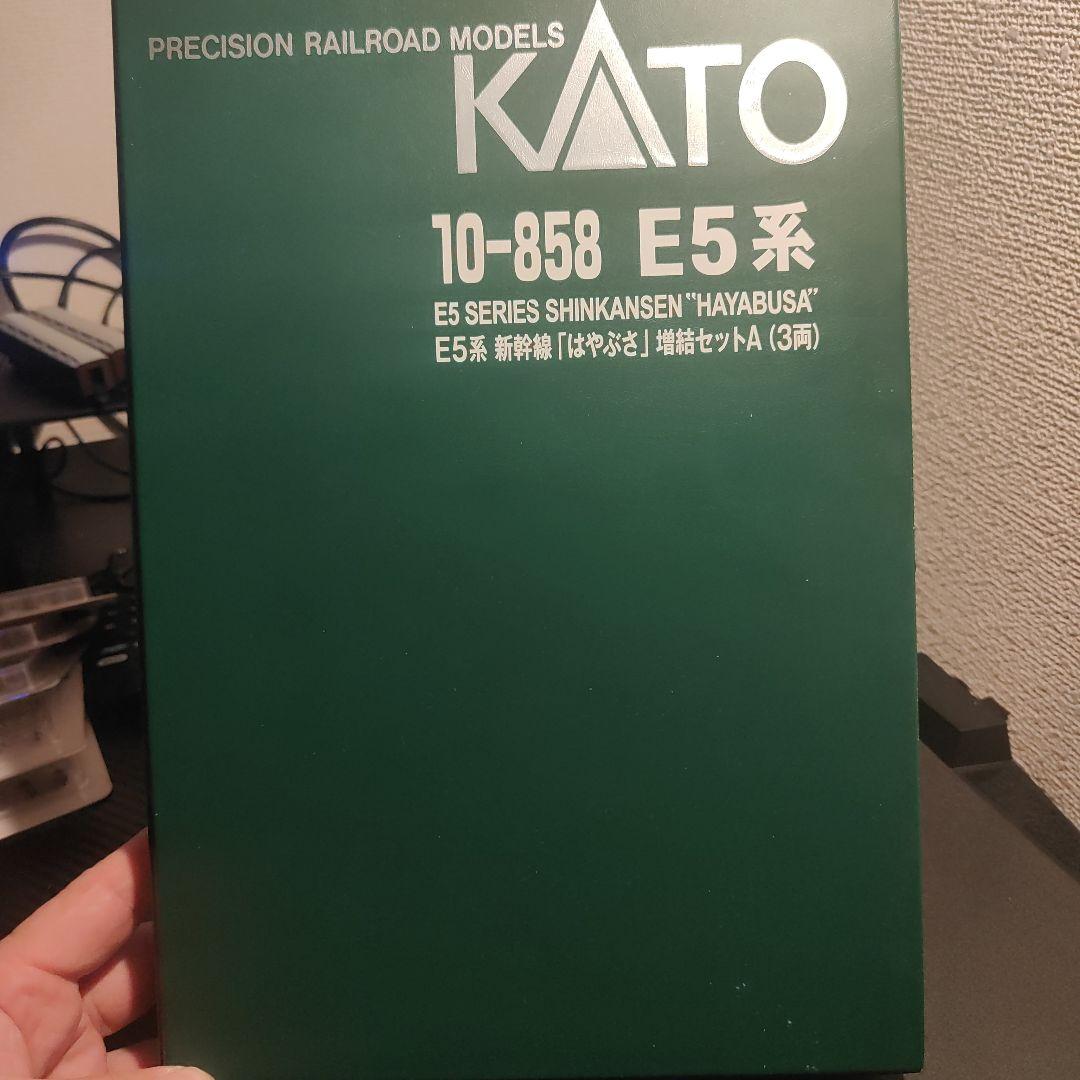 PRECISION RAILROAD MODELS
KATO
10-858 E5系
E5 SERIES SHINKANSEN "HAYABUSA"
E5系 新幹線「はやぶさ」増結セットA(3両)